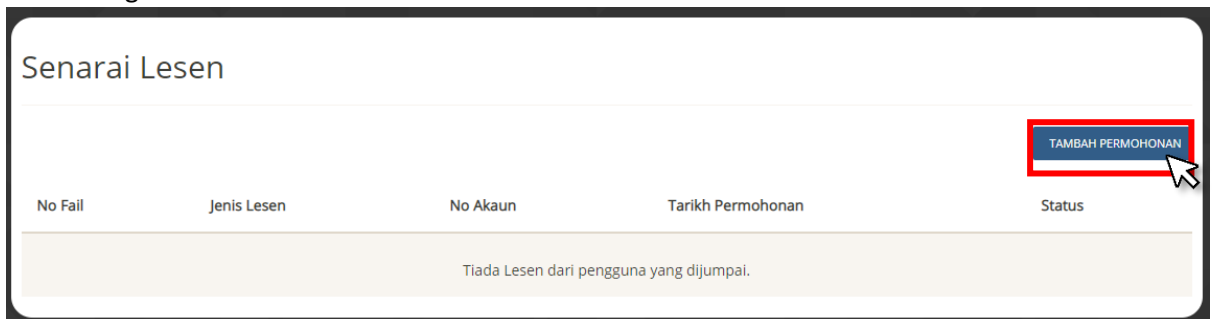 Senarai Lesen
TAMBAH PERMOHONAN
No Fail Jenis Lesen No Akaun Tarikh Permohonan Status
Tiada Lesen dari pengguna yang dijumpai.